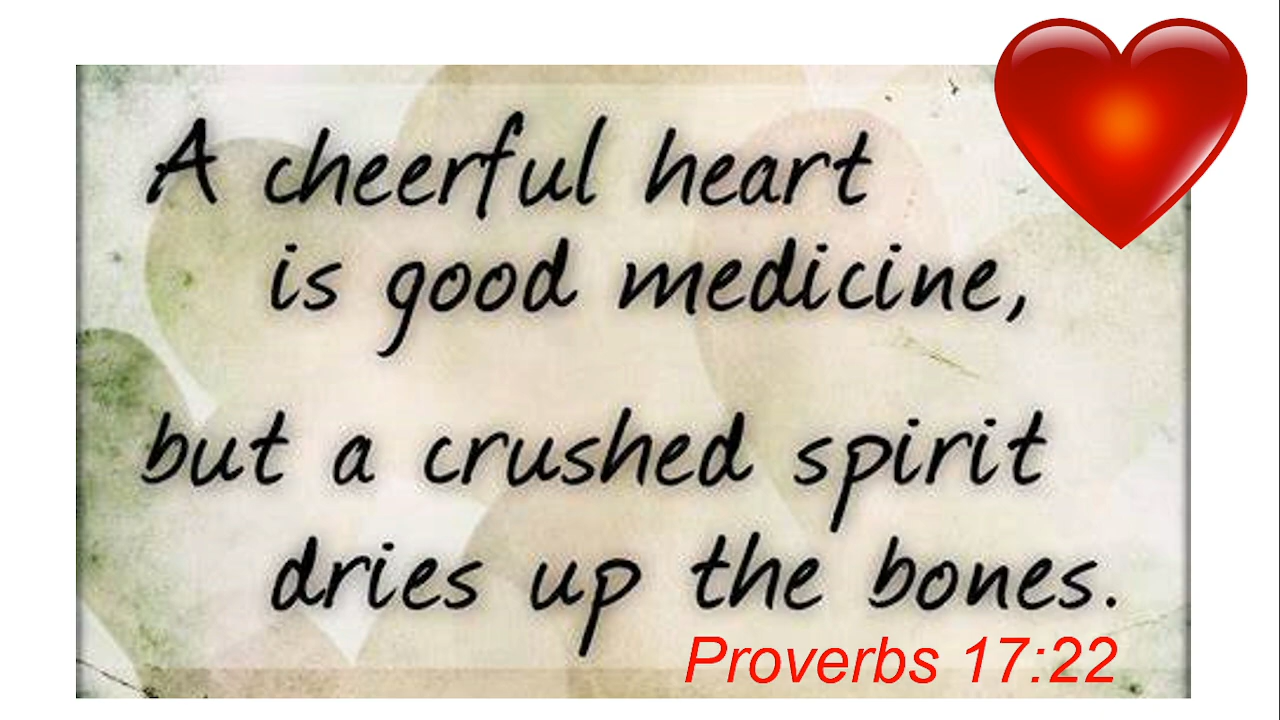 A cheerful heart
is good medicine,
but a crushed spirit
dries up the bones.
Proverbs 17:22